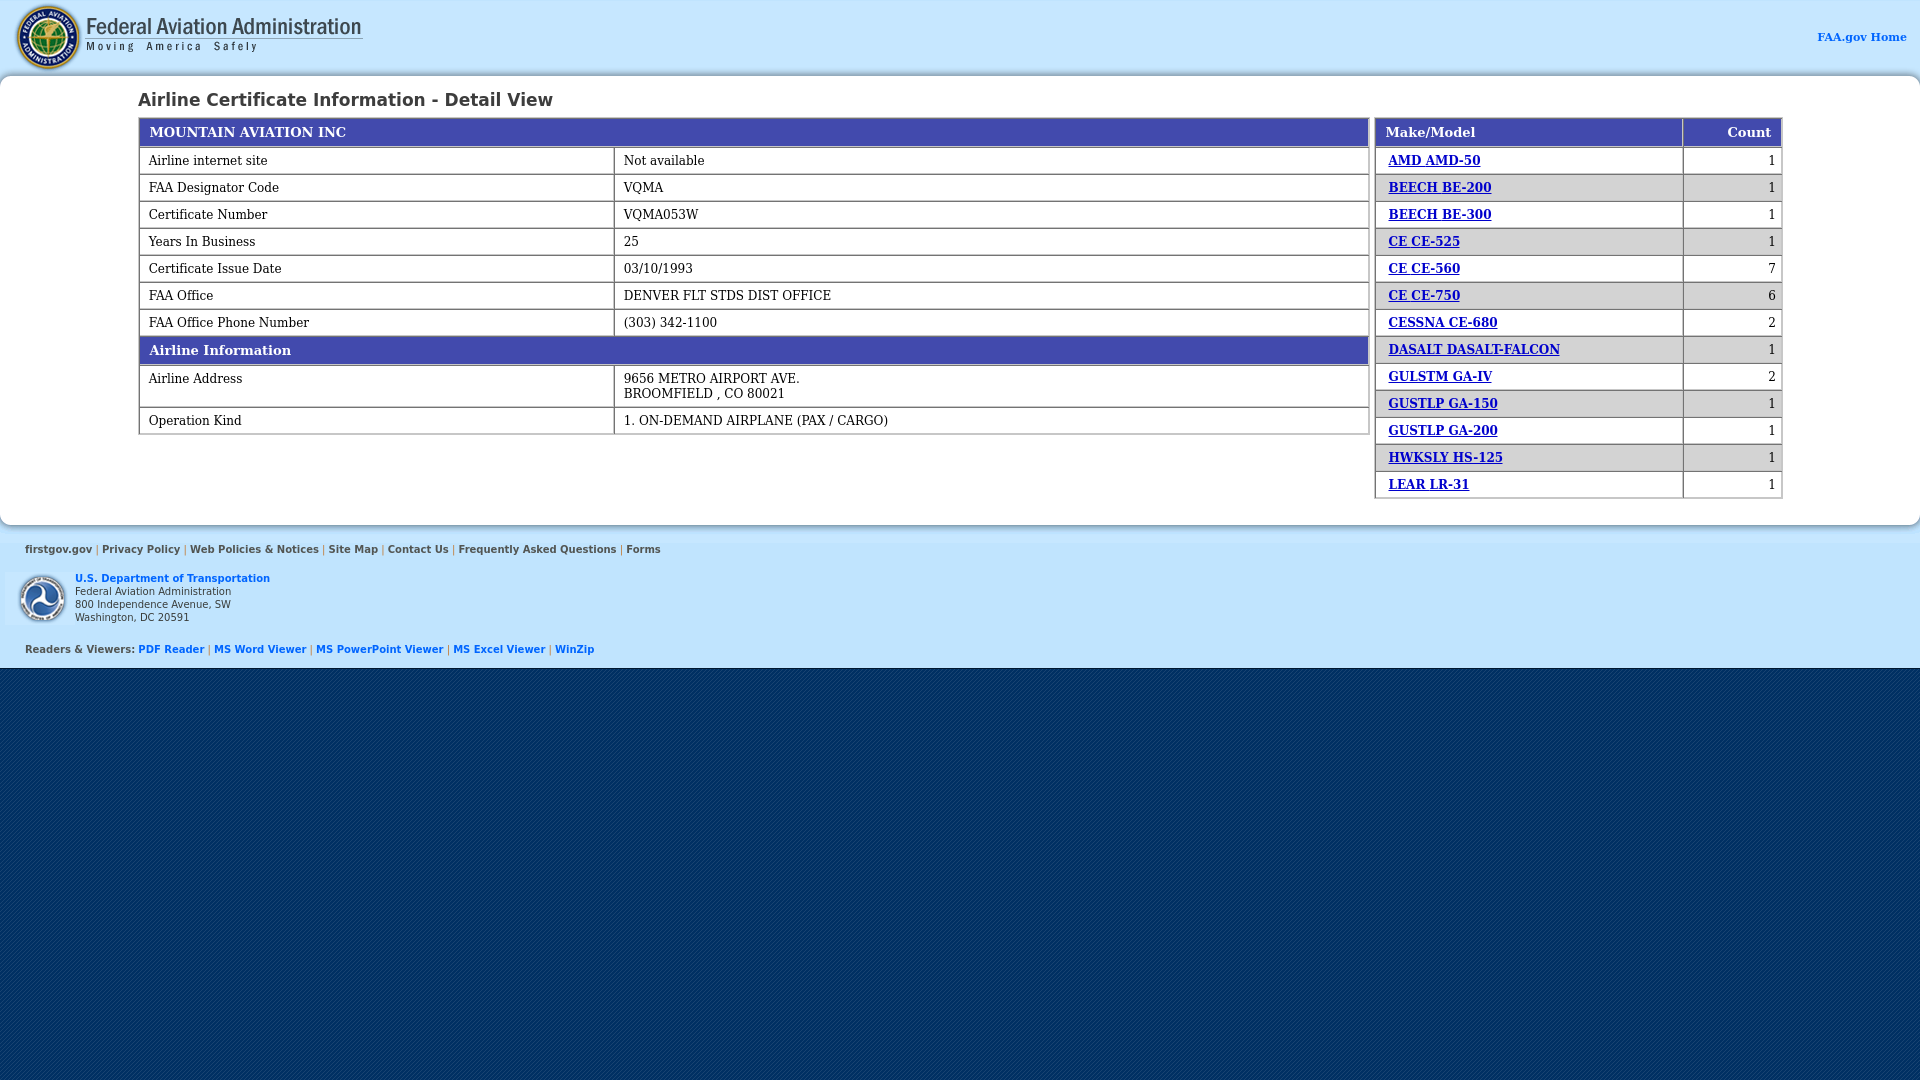 Federal Aviation Administration
Moving America Safely
FAA.gov Home
Airline Certificate Information - Detail View
MOUNTAIN AVIATION INC
Airline internet site Not available
FAA Designator Code VQMA
Certificate Number VQMA053W
Years In Business 25
Certificate Issue Date 03/10/1993
FAA Office DENVER FLT STDS DIST OFFICE
FAA Office Phone Number (303) 342-1100
Airline Information
Airline Address 9656 METRO AIRPORT AVE.
BROOMFIELD , CO 80021
Operation Kind 1. ON-DEMAND AIRPLANE (PAX / CARGO)
Make/Model Count
AMD AMD-50 1
BEECH BE-200 1
BEECH BE-300 1
CE CE-525 1
CE CE-560 7
CE CE-750 6
CESSNA CE-680 2
DASALT DASALT-FALCON 1
GULSTM GA-IV 2
GUSTLP GA-150 1
GUSTLP GA-200 1
HWKSLY HS-125 1
LEAR LR-31 1
firstgov.gov | Privacy Policy | Web Policies & Notices | Site Map | Contact Us | Frequently Asked Questions | Forms
U.S. Department of Transportation
Federal Aviation Administration
800 Independence Avenue, SW
Washington, DC 20591
Readers & Viewers: PDF Reader | MS Word Viewer | MS PowerPoint Viewer | MS Excel Viewer | WinZip